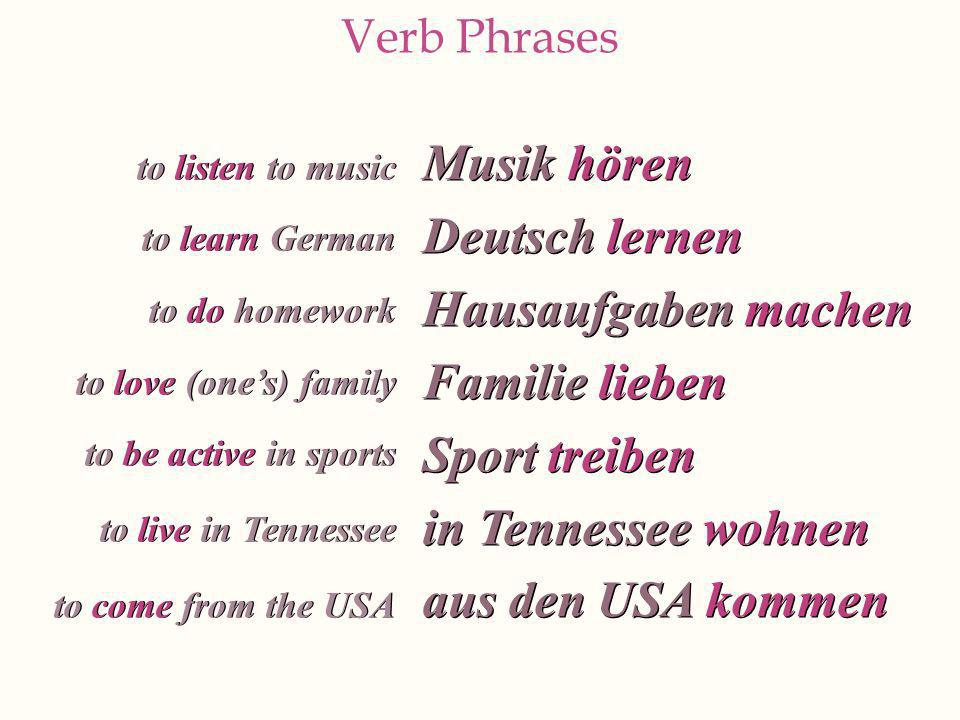 Verb Phrases
to listen to music Musik hören
to learn German Deutsch lernen
to do homework Hausaufgaben machen
to love (one’s) family Familie lieben
to be active in sports Sport treiben
to live in Tennessee in Tennessee wohnen
to come from the USA aus den USA kommen